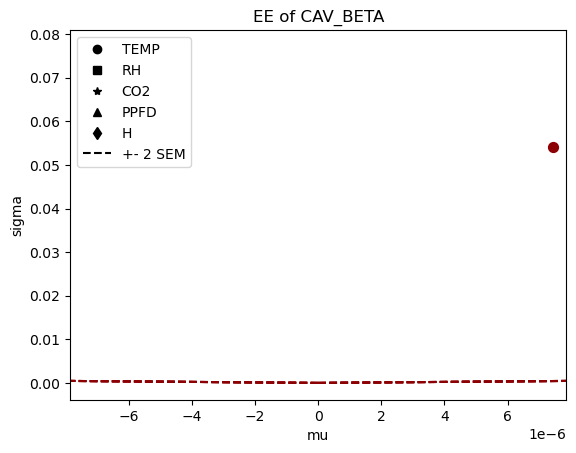 EE of CAV_BETA
0.08
0.07
0.06
0.05
0.04
0.03
0.02
0.01
0.00
sigma
TEMP
RH
CO2
PPFD
H
+- 2 SEM
−6 −4 −2 0 2 4 6
1e−6
mu